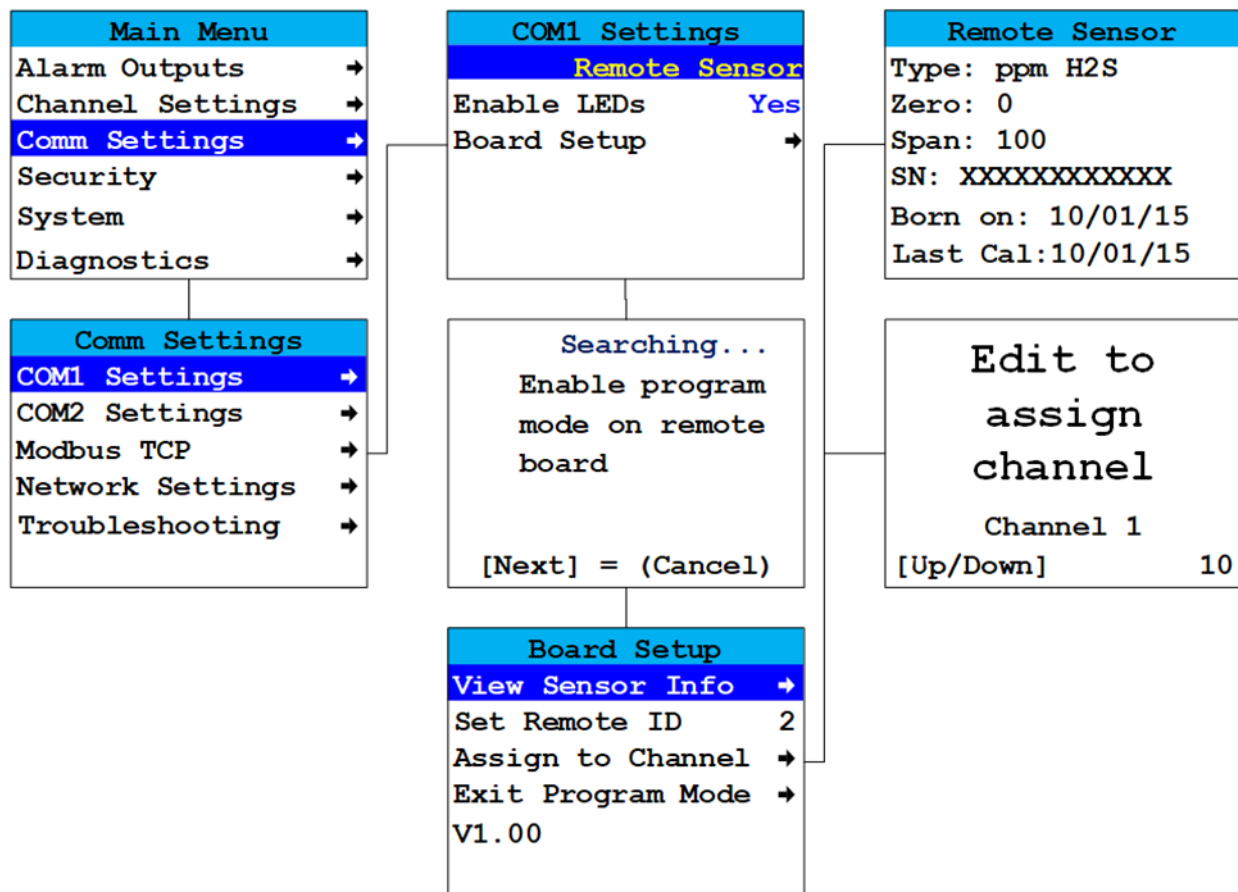 Main Menu
Alarm Outputs →
Channel Settings →
Comm Settings →
Security →
System →
Diagnostics →
Comm Settings
COM1 Settings →
COM2 Settings →
Modbus TCP →
Network Settings →
Troubleshooting →
COM1 Settings
Remote Sensor
Enable LEDs Yes
Board Setup →
Searching...
Enable program
mode on remote
board
[Next] = (Cancel)
Board Setup
View Sensor Info →
Set Remote ID 2
Assign to Channel →
Exit Program Mode →
V1.00
Remote Sensor
Type: ppm H2S
Zero: 0
Span: 100
SN: XXXXXXXXXXXX
Born on: 10/01/15
Last Cal:10/01/15
Edit to
assign
channel
Channel 1
[Up/Down] 10